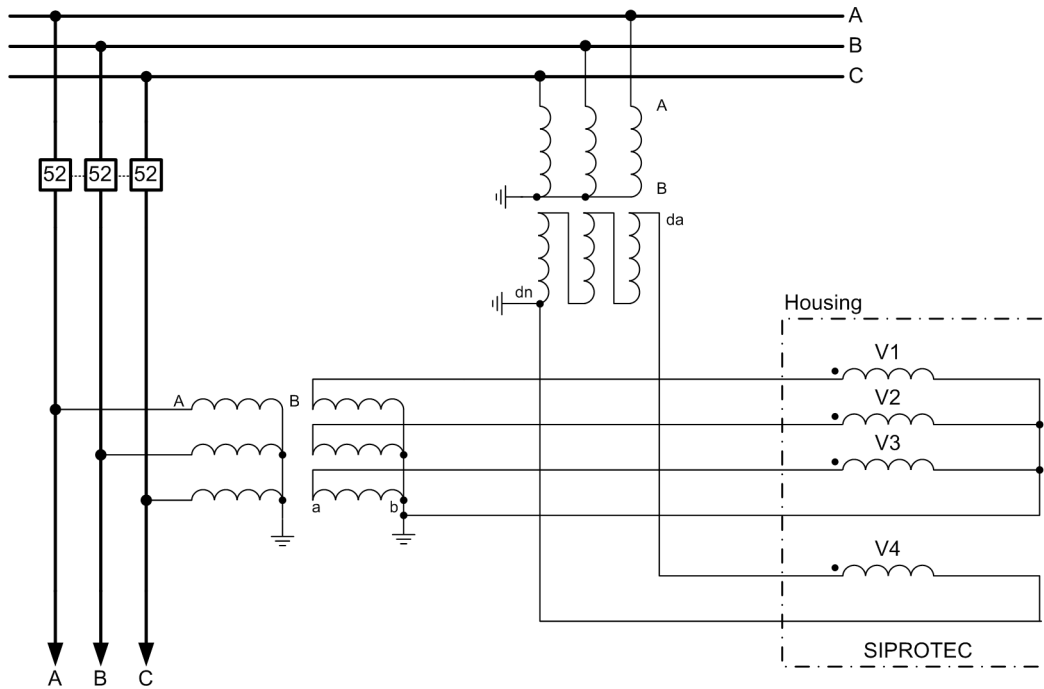 A
B
C
A
52 52 52
B
da
dn
Housing
V1
A B
V2
V3
a b
V4
SIPROTEC
A B C